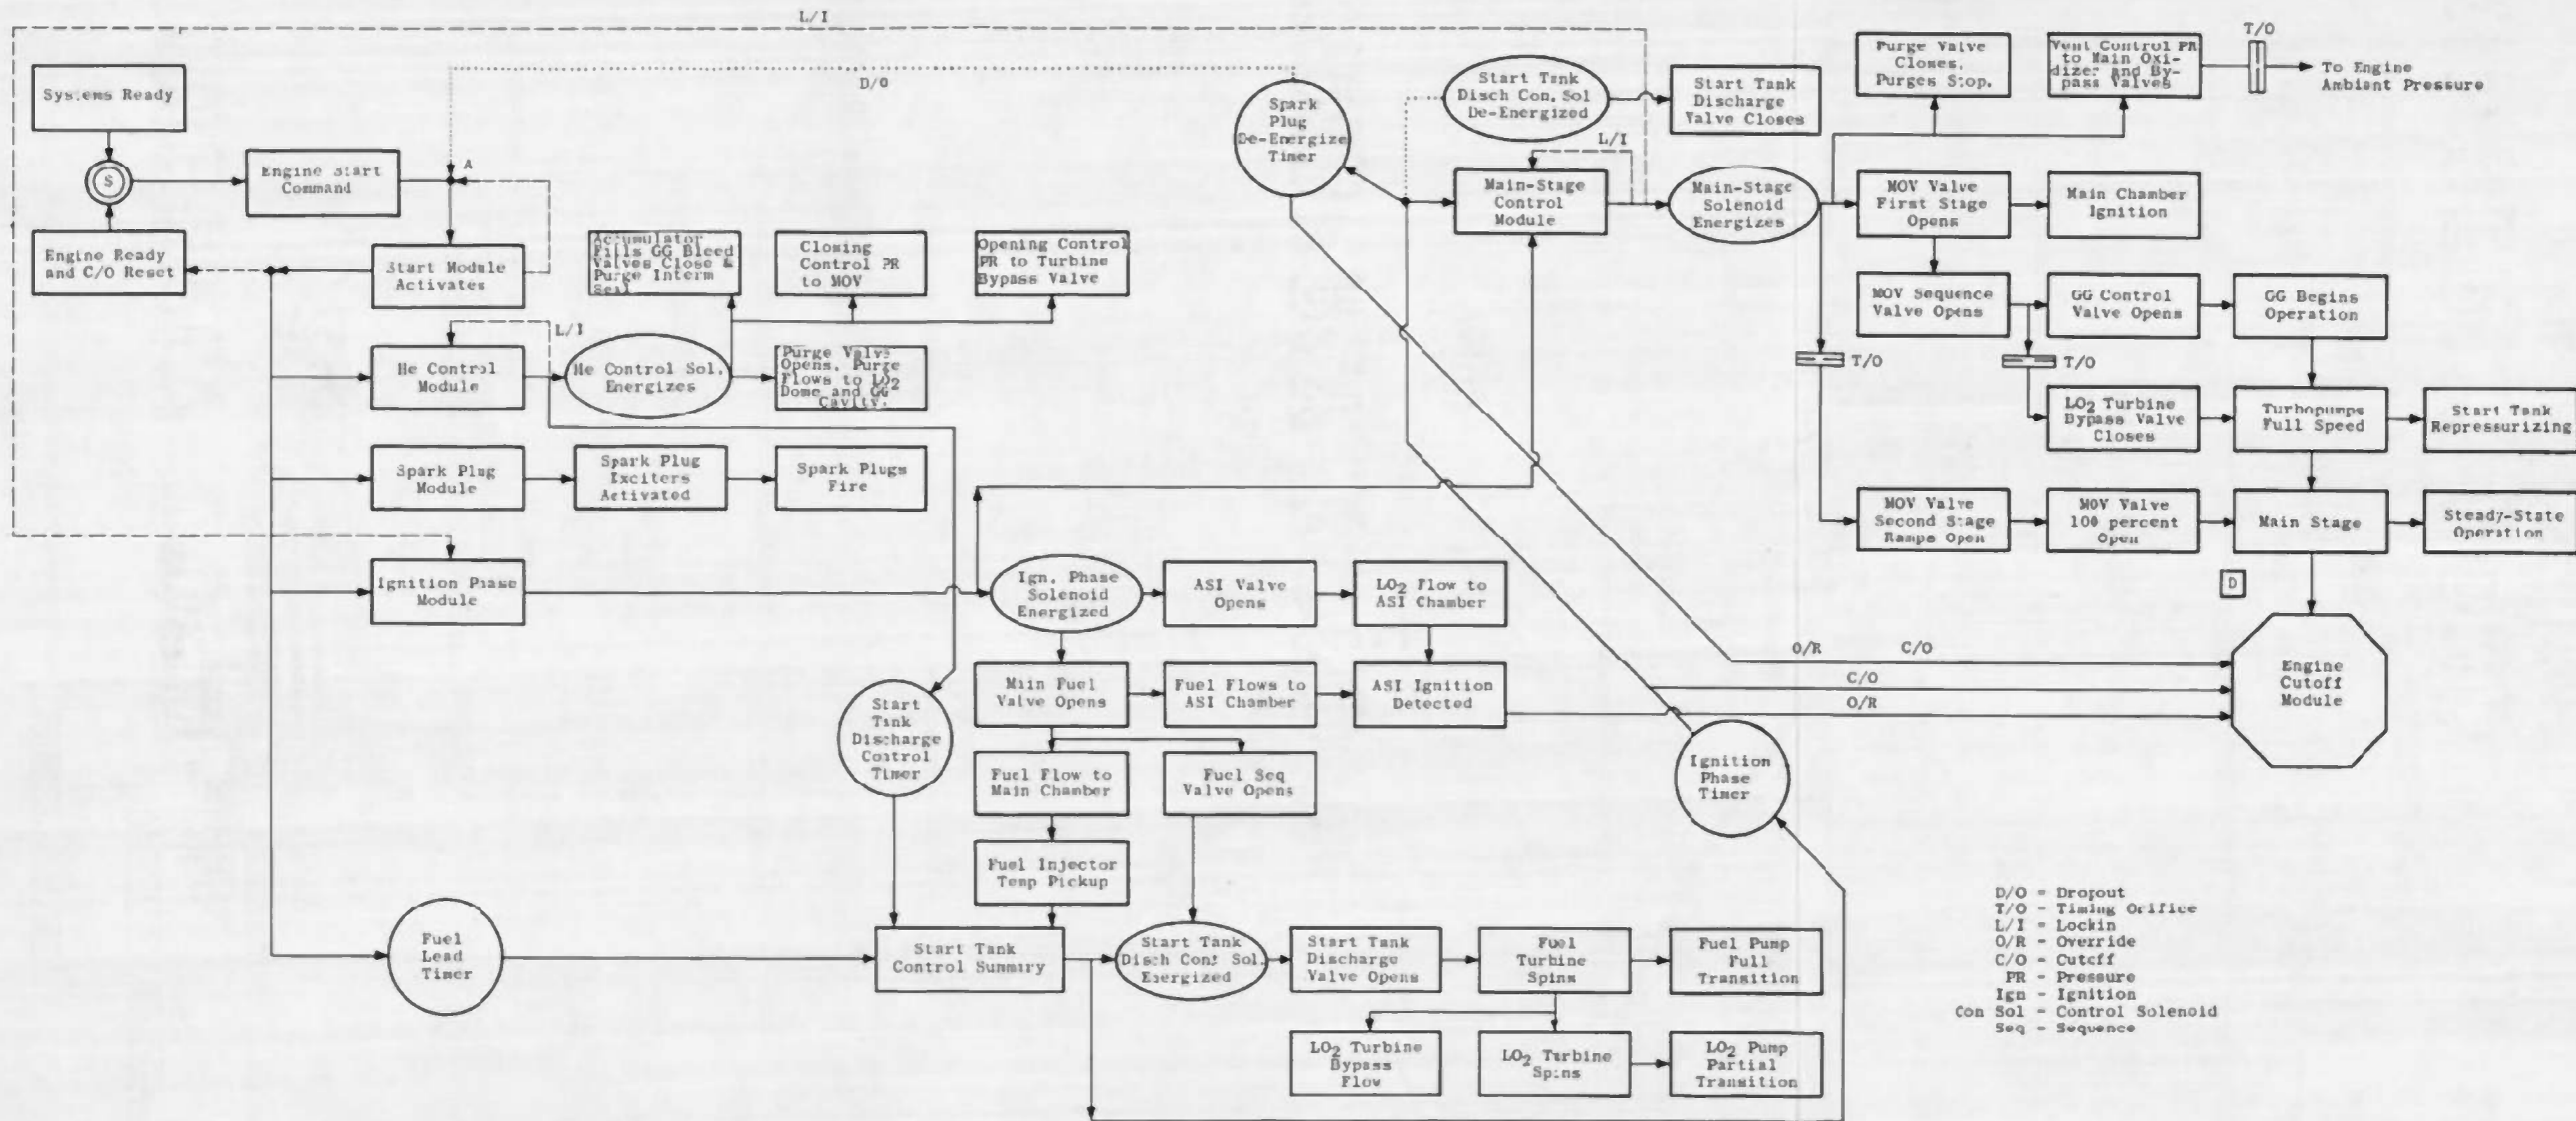 L/I
Systems Ready
S
Engine Start
Command
A
D/O
Engine Ready
and C/O Reset
Start Module
Activates
Accumulator
Fills GG Bleed
Valves Close &
Purge Interm
Seal
Closing
Control PR
to MOV
Opening Control
PR to Turbine
Bypass Valve
L/I
He Control
Module
He Control Sol.
Energizes
Purge Valve
Opens, Purge
Flows to LO2
Dome and GG
Cavity.
Spark Plug
Module
Spark Plug
Exciters
Activated
Spark Plugs
Fire
Ignition Phase
Module
Ign. Phase
Solenoid
Energized
ASI Valve
Opens
LO2 Flow to
ASI Chamber
Main Fuel
Valve Opens
Fuel Flows to
ASI Chamber
ASI Ignition
Detected
Start
Tank
Discharge
Control
Timer
Fuel Flow to
Main Chamber
Fuel Seq
Valve Opens
Fuel Injector
Temp Pickup
Fuel
Lead
Timer
Start Tank
Control Summary
Start Tank
Disch Con. Sol.
Energized
Start Tank
Discharge
Valve Opens
Fuel
Turbine
Spins
Fuel Pump
Full
Transition
LO2 Turbine
Bypass
Flow
LO2 Turbine
Spins
LO2 Pump
Partial
Transition
Ignition
Phase
Timer
Spark
Plug
De-Energize
Timer
Start Tank
Disch Con. Sol
De-Energized
Start Tank
Discharge
Valve Closes
L/I
Main-Stage
Control
Module
Main-Stage
Solenoid
Energizes
Purge Valve
Closes.
Purges Stop.
Vent Control PR
to Main Oxi-
dizer and By-
pass Valves
T/O
To Engine
Ambient Pressure
MOV Valve
First Stage
Opens
Main Chamber
Ignition
MOV Sequence
Valve Opens
GG Control
Valve Opens
GG Begins
Operation
T/O
T/O
LO2 Turbine
Bypass Valve
Closes
Turbopumps
Full Speed
Start Tank
Repressurizing
MOV Valve
Second Stage
Ramps Open
MOV Valve
100 percent
Open
Main Stage
Steady-State
Operation
D
O/R C/O
C/O
O/R
Engine
Cutoff
Module
D/O = Dropout
T/O - Timing Orifice
L/I = Lockin
O/R - Override
C/O = Cutoff
PR - Pressure
Ign - Ignition
Con Sol - Control Solenoid
Seq - Sequence